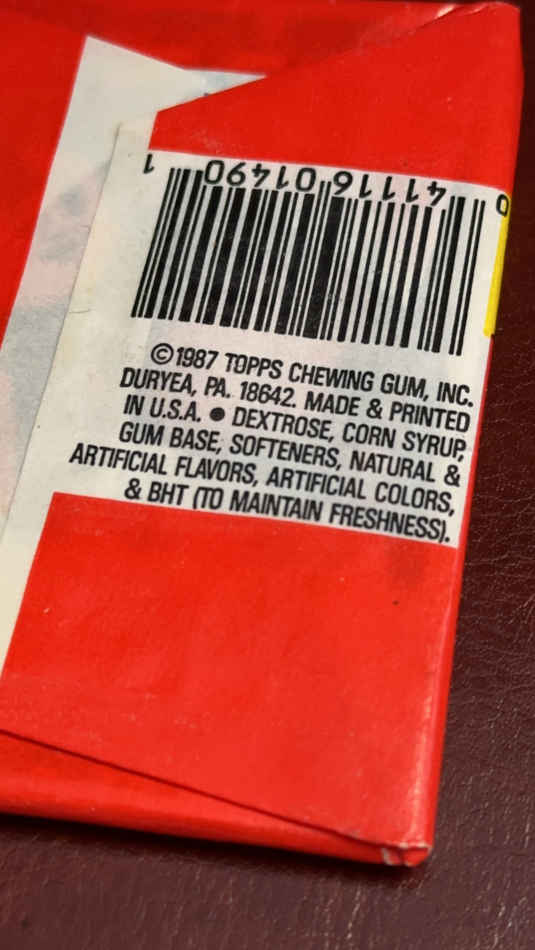 0 41116 01490 1
©1987 TOPPS CHEWING GUM, INC.
DURYEA, PA. 18642. MADE & PRINTED
IN U.S.A. ● DEXTROSE, CORN SYRUP,
GUM BASE, SOFTENERS, NATURAL &
ARTIFICIAL FLAVORS, ARTIFICIAL COLORS,
& BHT (TO MAINTAIN FRESHNESS).